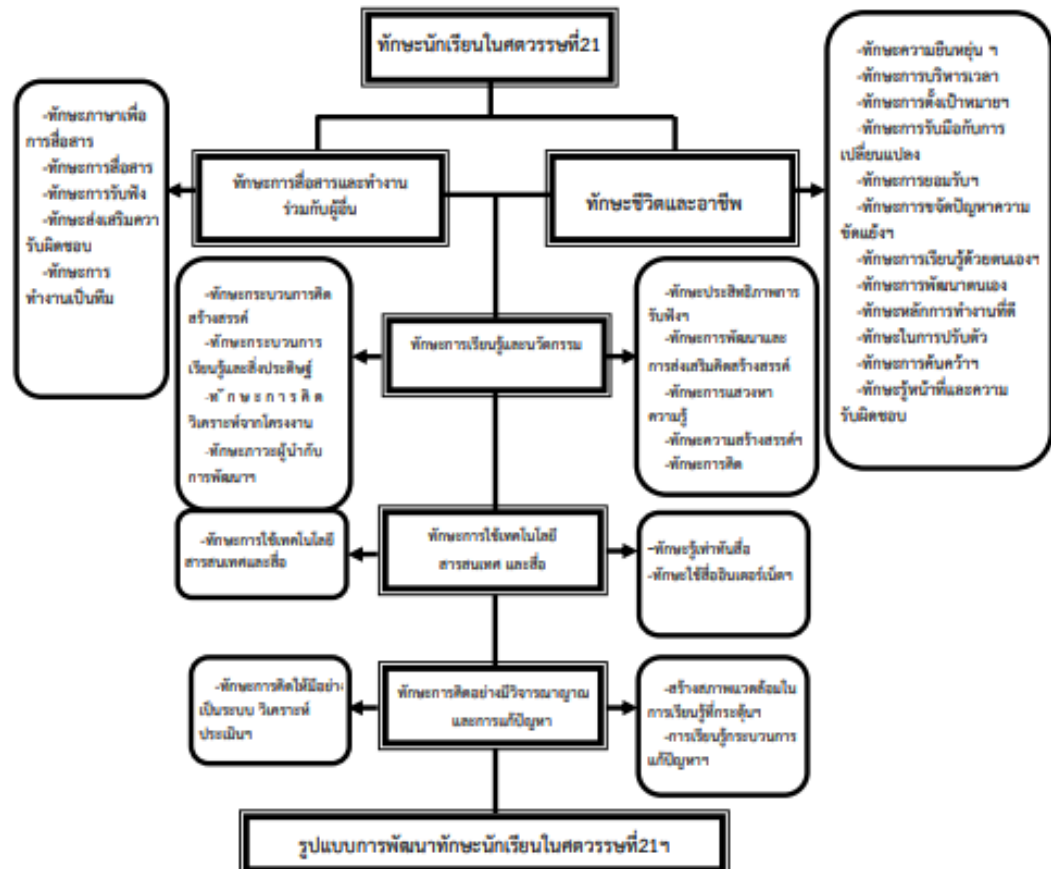 ทักษะนักเรียนในศตวรรษที่21
-ทักษะภาษาเพื่อ
การสื่อสาร
-ทักษะการสื่อสาร
-ทักษะการรับฟัง
-ทักษะส่งเสริมควา
รับผิดชอบ
-ทักษะการ
ทำงานเป็นทีม
ทักษะการสื่อสารและทำงาน
ร่วมกับผู้อื่น
ทักษะชีวิตและอาชีพ
-ทักษะความยืนหยุ่น ฯ
-ทักษะการบริหารเวลา
-ทักษะการตั้งเป้าหมายฯ
-ทักษะการรับมือกับการ
เปลี่ยนแปลง
-ทักษะการยอมรับฯ
-ทักษะการขจัดปัญหาความ
ขัดแย้งฯ
-ทักษะการเรียนรู้ด้วยตนเองฯ
-ทักษะการพัฒนาตนเอง
-ทักษะหลักการทำงานที่ดี
-ทักษะในการปรับตัว
-ทักษะการค้นคว้าฯ
-ทักษะรู้หน้าที่และความ
รับผิดชอบ
-ทักษะกระบวนการคิด
สร้างสรรค์
-ทักษะกระบวนการ
เรียนรู้และสิ่งประดิษฐ์
-ทักษะการคิด
วิเคราะห์จากโครงงาน
-ทักษะภาวะผู้นำกับ
การพัฒนาฯ
ทักษะการเรียนรู้และนวัตกรรม
-ทักษะประสิทธิภาพการ
รับฟังฯ
-ทักษะการพัฒนาและ
การส่งเสริมคิดสร้างสรรค์
-ทักษะการแสวงหา
ความรู้
-ทักษะความสร้างสรรค์ฯ
-ทักษะการคิด
-ทักษะการใช้เทคโนโลยี
สารสนเทศและสื่อ
ทักษะการใช้เทคโนโลยี
สารสนเทศ และสื่อ
-ทักษะรู้เท่าทันสื่อ
-ทักษะใช้สื่ออินเตอร์เน็ตฯ
-ทักษะการคิดให้มีอย่าง
เป็นระบบ วิเคราะห์
ประเมินฯ
ทักษะการคิดอย่างมีวิจารณาญาณ
และการแก้ปัญหา
-สร้างสภาพแวดล้อมใน
การเรียนรู้ที่กระตุ้นฯ
-การเรียนรู้กระบวนการ
แก้ปัญหาฯ
รูปแบบการพัฒนาทักษะนักเรียนในศตวรรษที่21ฯ